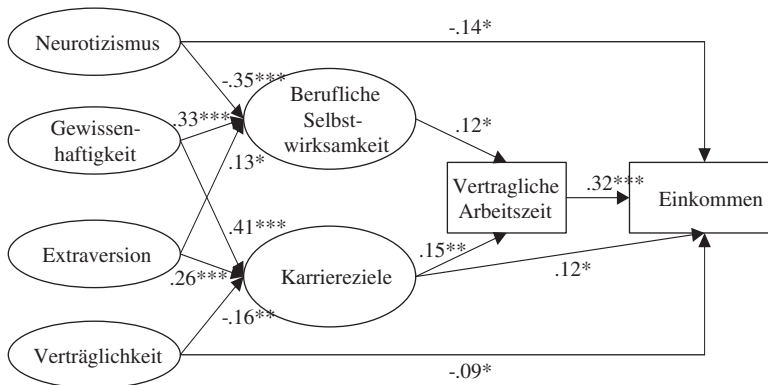 Neurotizismus
-.14*
-.35***
Berufliche
Selbst-
wirksamkeit
Gewissen-
haftigkeit
.33***
.12*
.13*
Vertragliche
Arbeitszeit
.32***
Einkommen
.41***
Extraversion
.26***
Karriereziele
.15**
.12*
-.16**
Verträglichkeit
-.09*